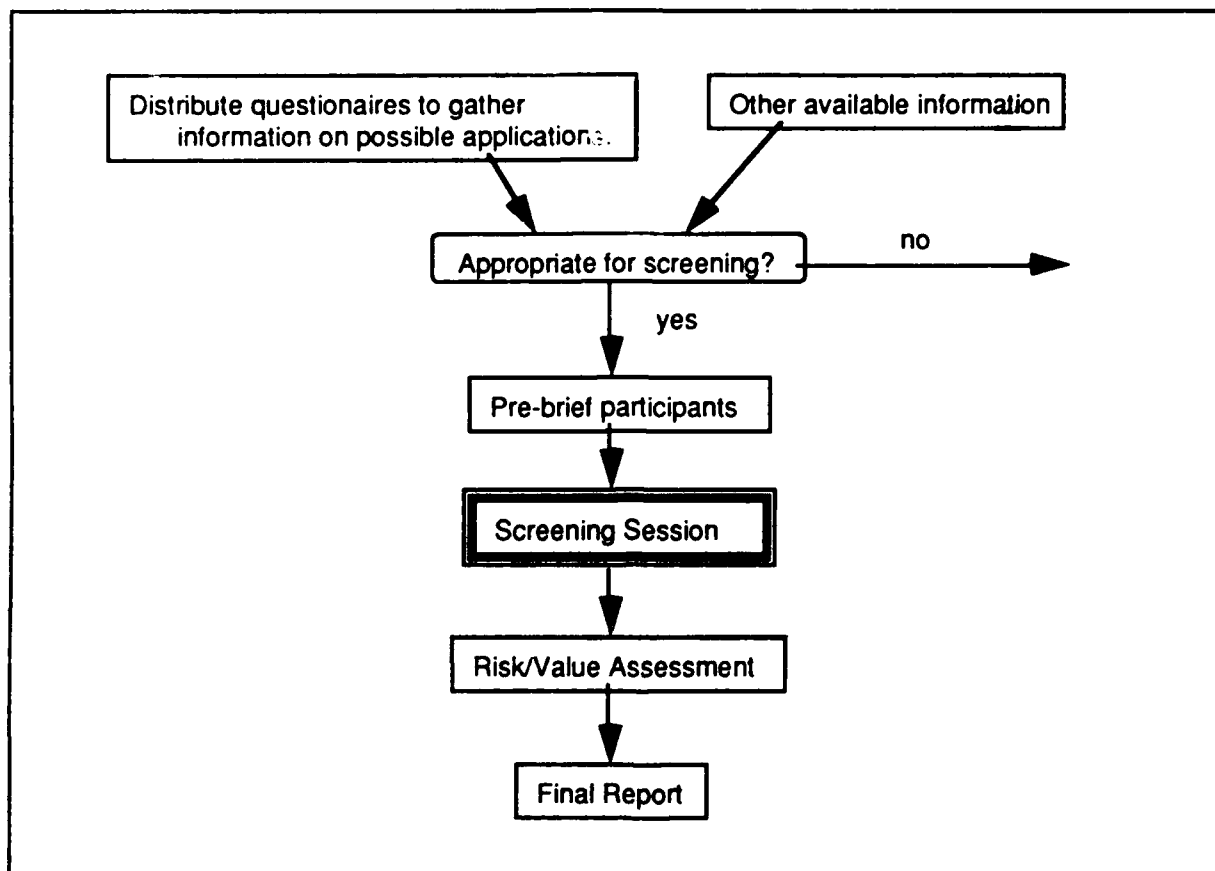 Distribute questionaires to gather
information on possible applications.
Other available information
Appropriate for screening?
no
yes
Pre-brief participants
Screening Session
Risk/Value Assessment
Final Report